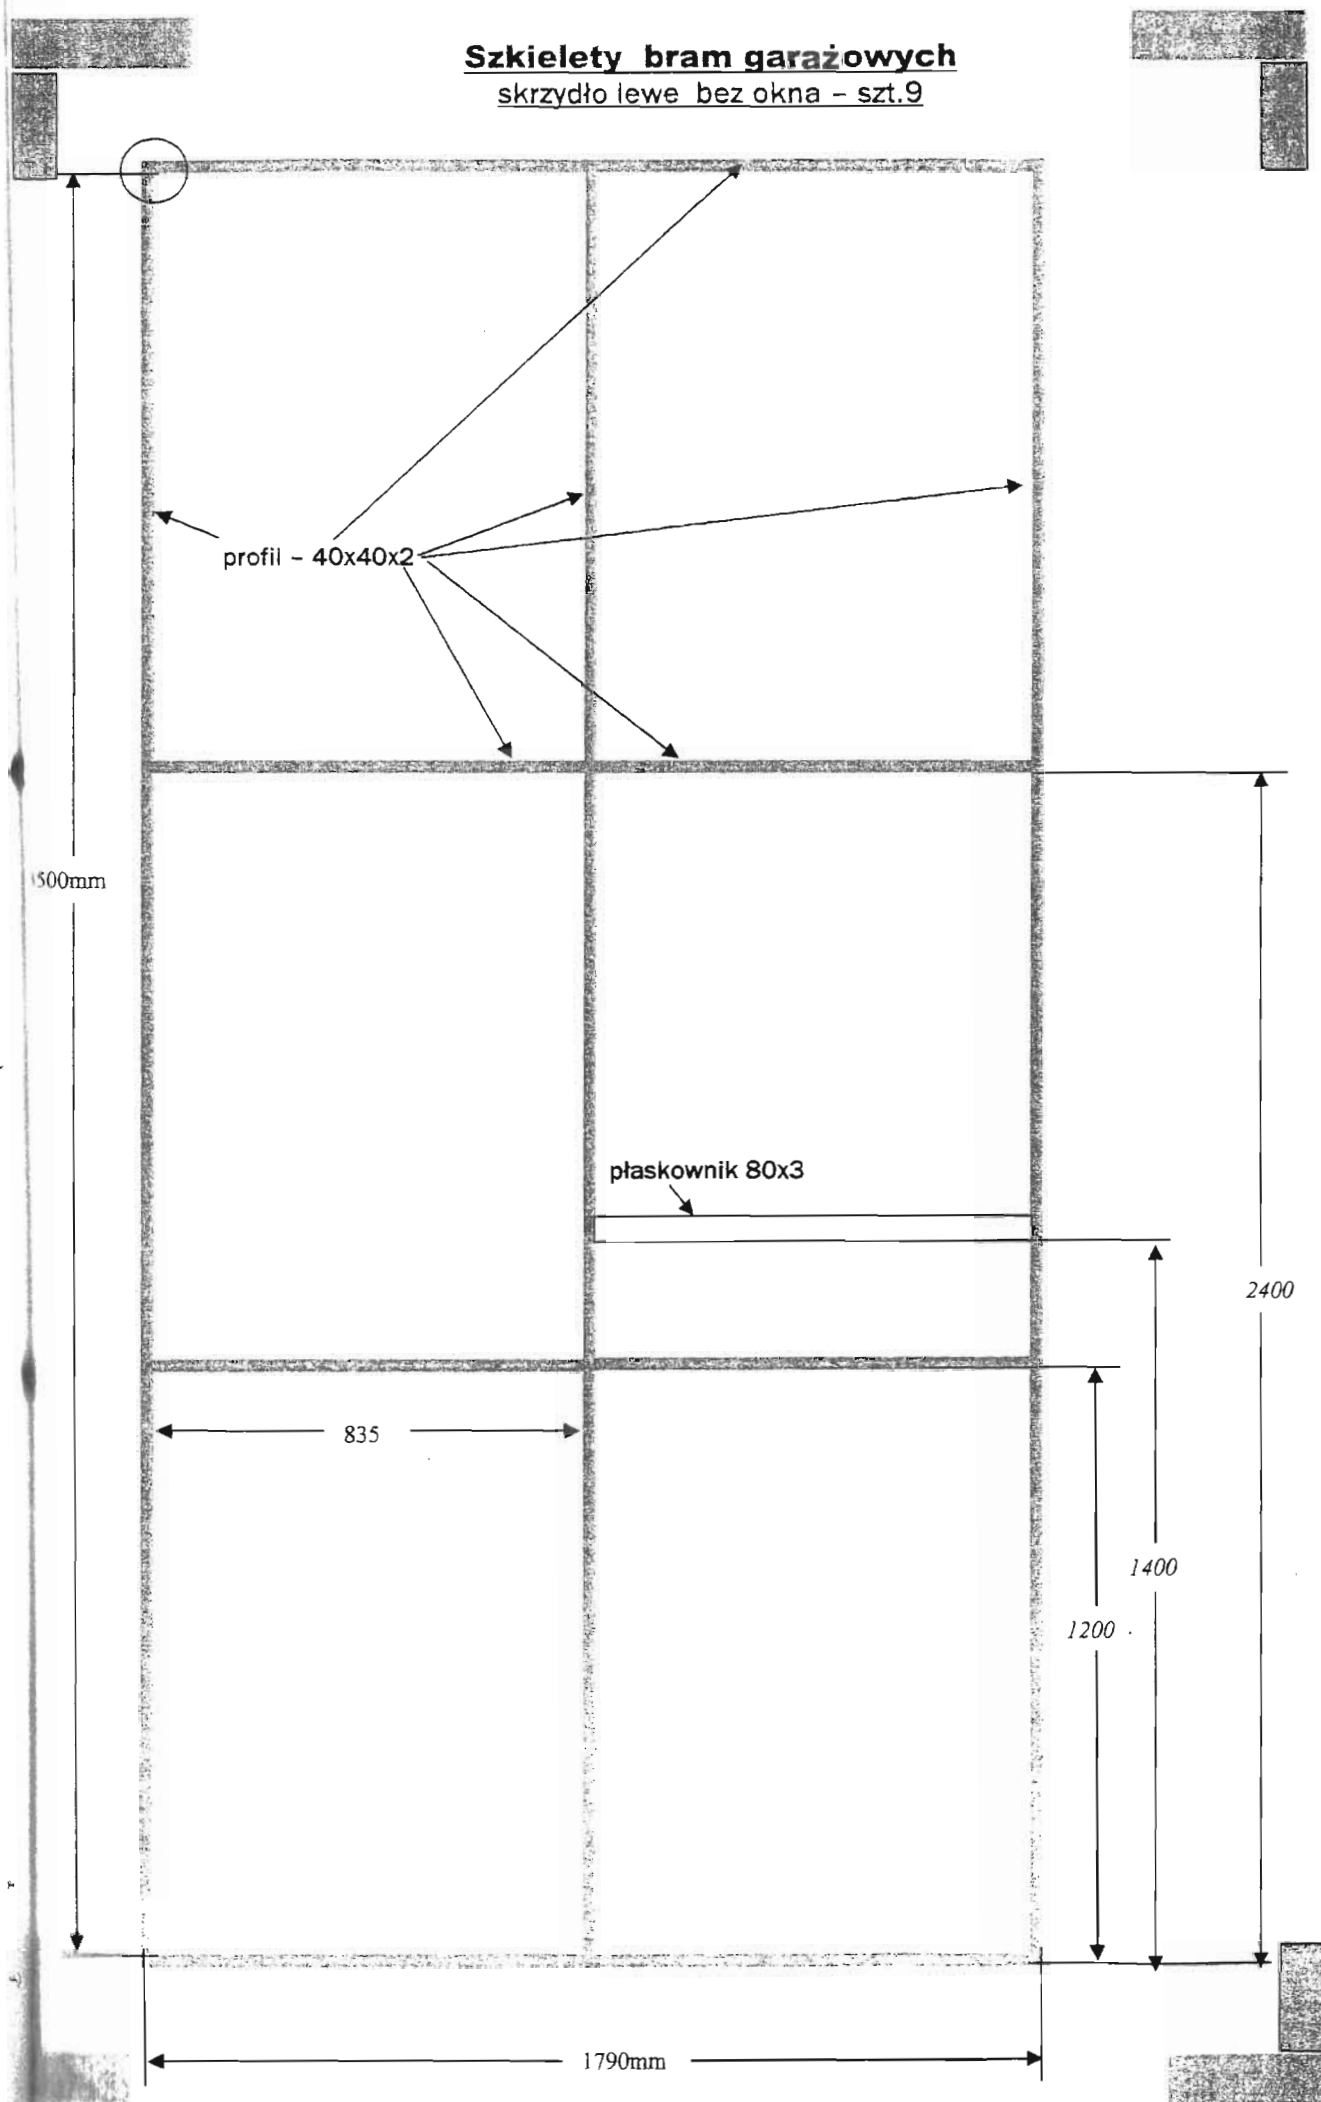 Szkielety bram garażowych
skrzydło lewe bez okna – szt.9
profil – 40x40x2
500mm
płaskownik 80x3
2400
835
1400
1200
1790mm